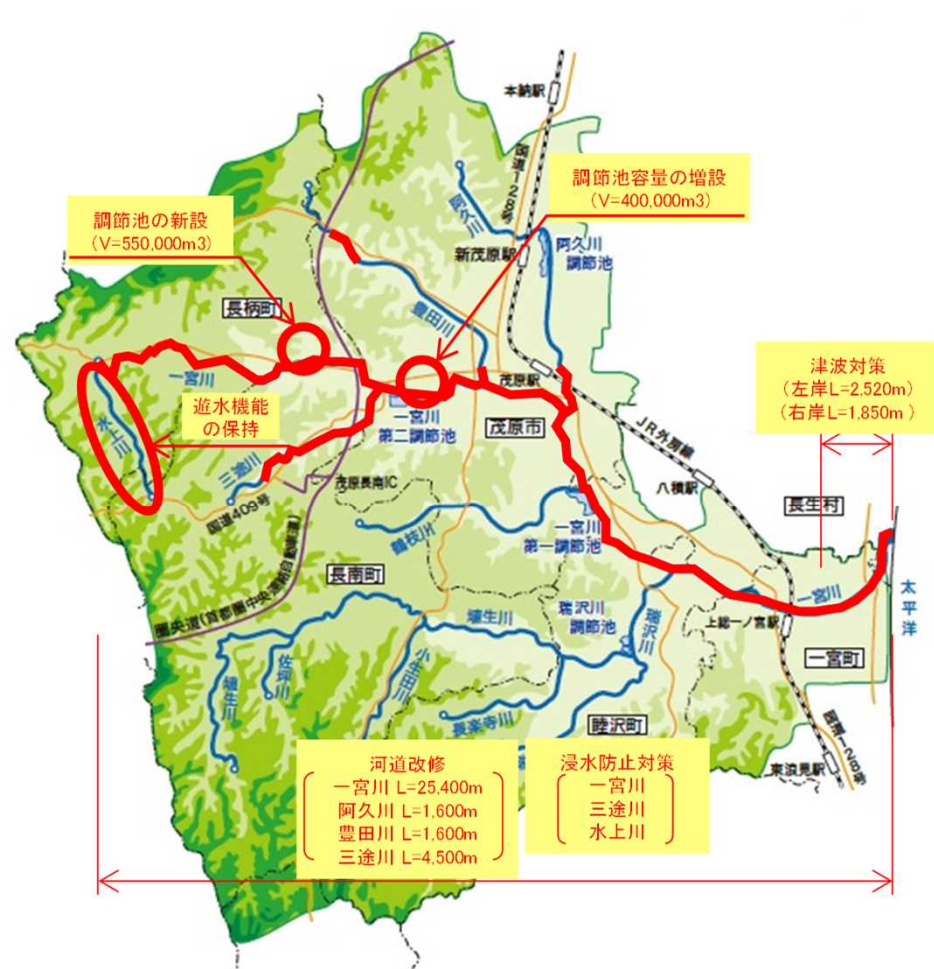 本納駅
国道128号
調節池容量の増設
(V=400,000m3)
調節池の新設
(V=550,000m3)
阿久川
新茂原駅
阿久川
調節池
長柄町
豊田川
一宮川
茂原駅
津波対策
(左岸L=2,520m)
(右岸L=1,850m)
遊水機能
の保持
水上川
一宮川
第二調節池
茂原市
JR外房線
三途川
八積駅
茂原長南IC
国道409号
長生村
鶴枝川
一宮川
第一調節池
長南町
圏央道(首都圏中央連絡自動車道)
瑞沢川
調節池
瑞沢川
一宮川
太平洋
埴生川
上総一ノ宮駅
小生田川
佐坪川
埴生川
一宮町
長楽寺川
睦沢町
国道128号
東浪見駅
河道改修
一宮川 L=25,400m
阿久川 L=1,600m
豊田川 L=1,600m
三途川 L=4,500m
浸水防止対策
一宮川
三途川
水上川